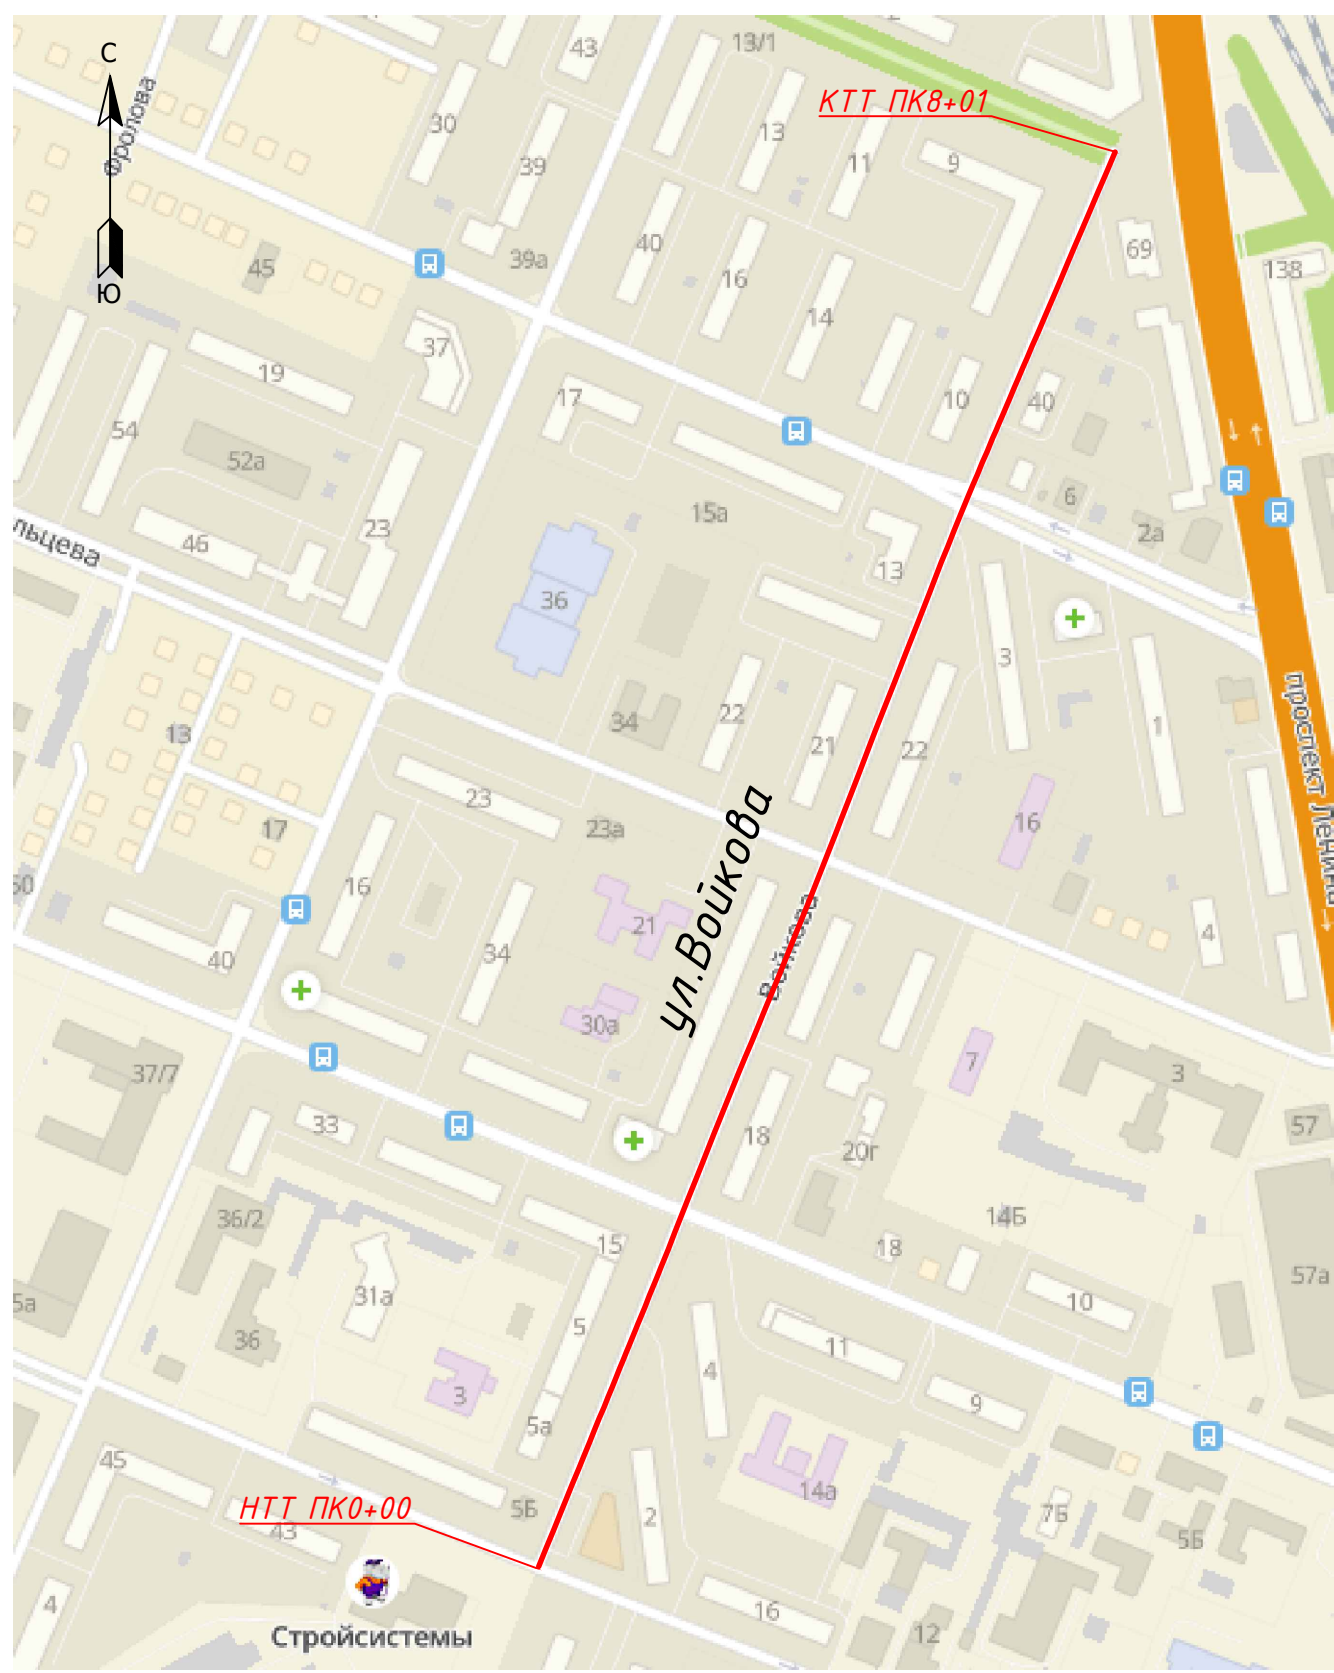 С
Фролова
43
13/1
2
КТТ ПК8+01
30
13
39
11
9
40
39а
69
45
16
138
Ю
14
37
19
17
10
40
54
52а
6
15а
23
46
2а
льцева
13
36
3
22
34
21
22
1
13
проспект Ленина
23
23а
16
17
ул.Войкова
50
16
Войкова
21
4
40
34
30а
7
37/7
3
33
57
18
20г
36/2
14Б
15
18
57а
31а
5а
10
5
36
11
4
3
9
5а
45
14а
НТТ ПК0+00
5Б
2
7Б
43
5Б
4
16
12
Стройсистемы